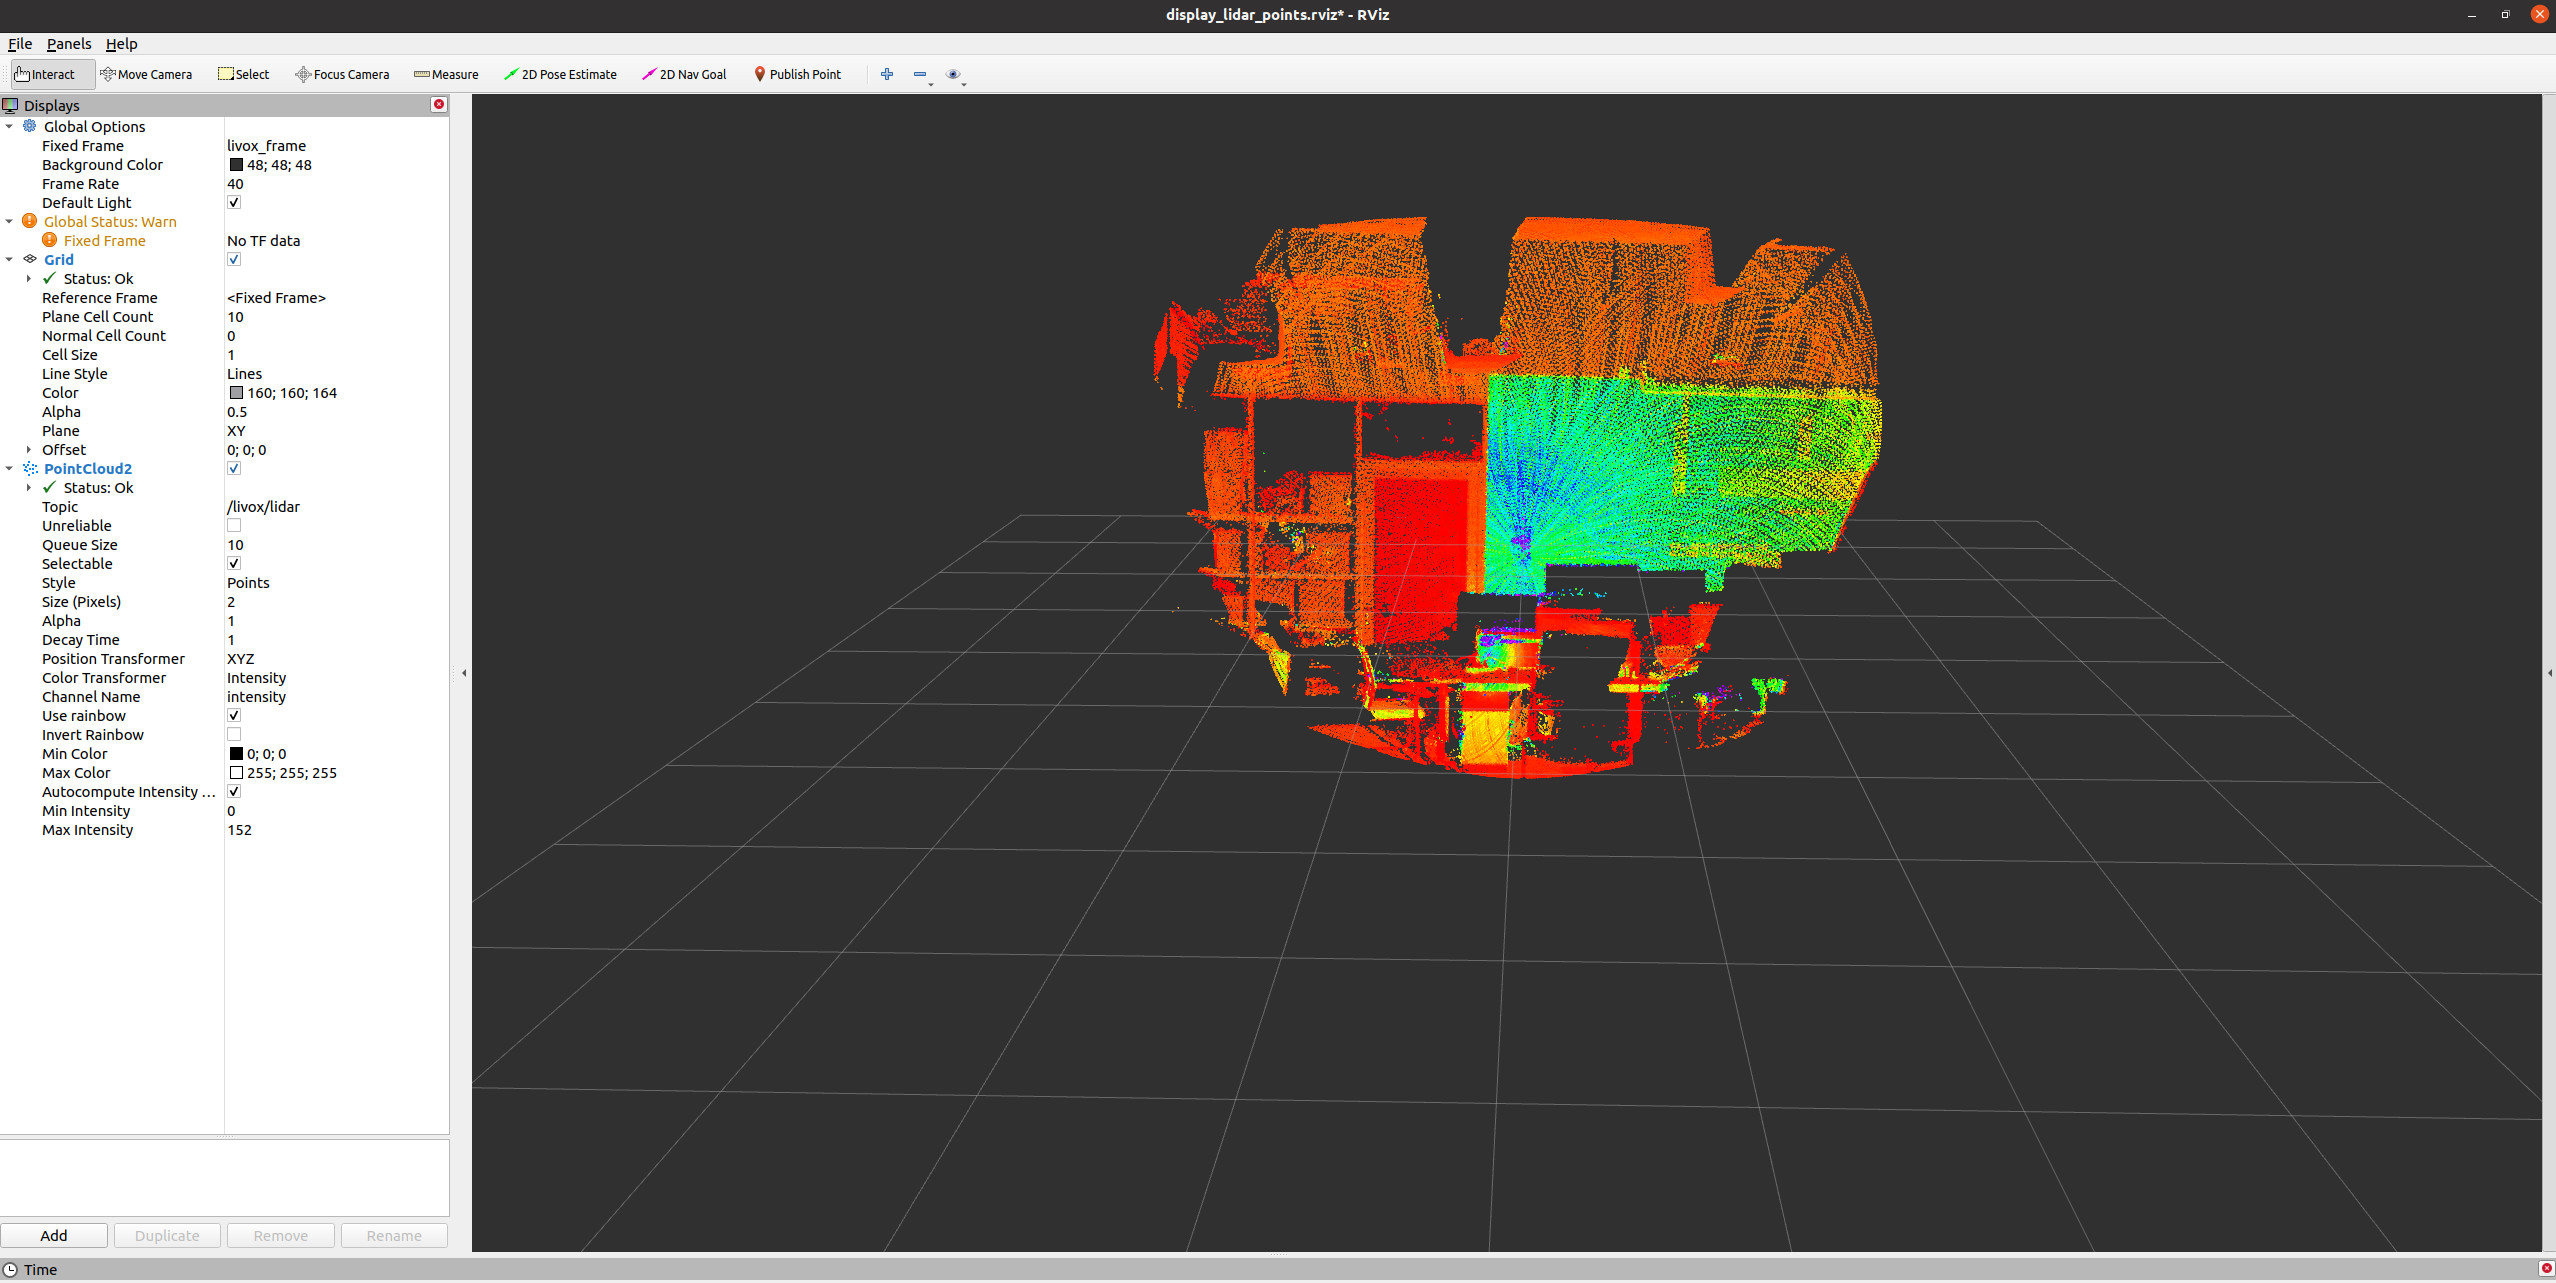 display_lidar_points.rviz* - RViz
File Panels Help
Interact Move Camera Select Focus Camera Measure 2D Pose Estimate 2D Nav Goal Publish Point
Displays
Global Options
Fixed Frame livox_frame
Background Color 48; 48; 48
Frame Rate 40
Default Light
Global Status: Warn
Fixed Frame No TF data
Grid
Status: Ok
Reference Frame <Fixed Frame>
Plane Cell Count 10
Normal Cell Count 0
Cell Size 1
Line Style Lines
Color 160; 160; 164
Alpha 0.5
Plane XY
Offset 0; 0; 0
PointCloud2
Status: Ok
Topic /livox/lidar
Unreliable
Queue Size 10
Selectable
Style Points
Size (Pixels) 2
Alpha 1
Decay Time 1
Position Transformer XYZ
Color Transformer Intensity
Channel Name intensity
Use rainbow
Invert Rainbow
Min Color 0; 0; 0
Max Color 255; 255; 255
Autocompute Intensity ...
Min Intensity 0
Max Intensity 152
Add Duplicate Remove Rename
Time